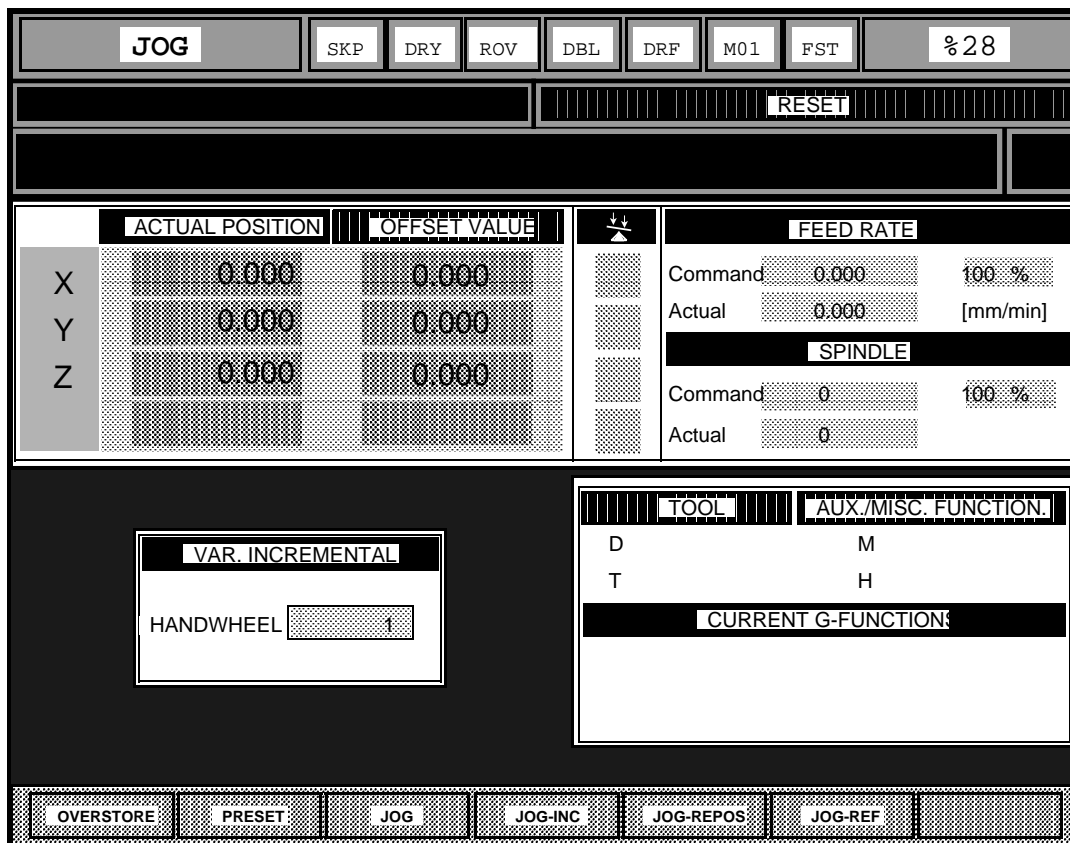 JOG SKP DRY ROV DBL DRF M01 FST %28
RESET
ACTUAL POSITION OFFSET VALUE FEED RATE
X 0.000 0.000 Command 0.000 100 %
Y 0.000 0.000 Actual 0.000 [mm/min]
SPINDLE
Z 0.000 0.000 Command 0 100 %
Actual 0
TOOL AUX./MISC. FUNCTION.
D M
VAR. INCREMENTAL
T H
HANDWHEEL 1
CURRENT G-FUNCTIONS
OVERSTORE PRESET JOG JOG-INC JOG-REPOS JOG-REF